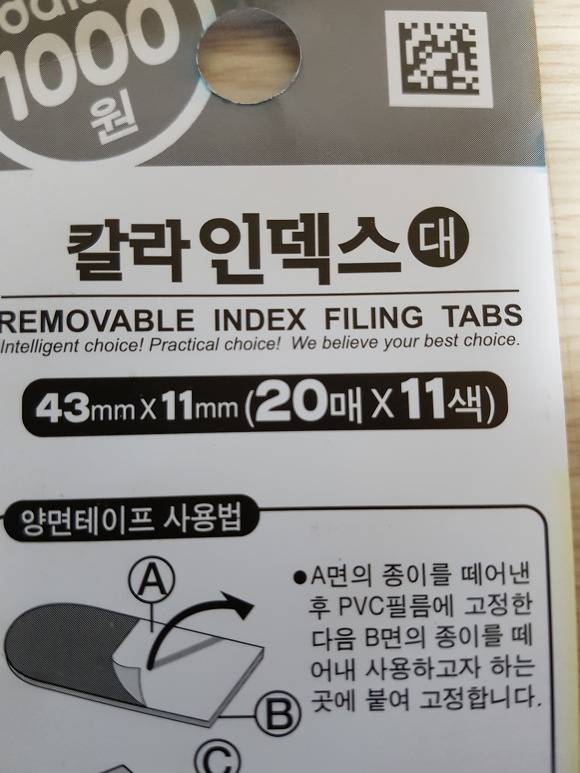 1000
원
칼라인덱스 대
REMOVABLE INDEX FILING TABS
Intelligent choice! Practical choice! We believe your best choice.
43mm X 11mm (20매 X 11색)
양면테이프 사용법
A
●A면의 종이를 떼어낸
후 PVC필름에 고정한
다음 B면의 종이를 떼
어내 사용하고자 하는
곳에 붙여 고정합니다.
B
C